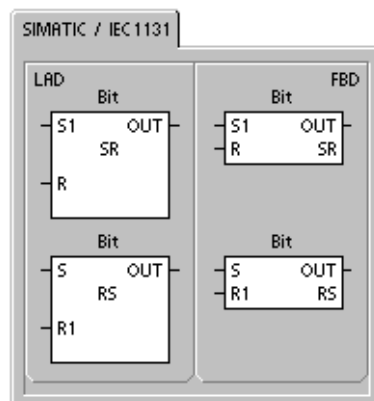 SIMATIC / IEC1131
LAD
FBD
Bit
S1 OUT
SR
R
Bit
S1 OUT
R SR
Bit
S OUT
RS
R1
Bit
S OUT
R1 RS